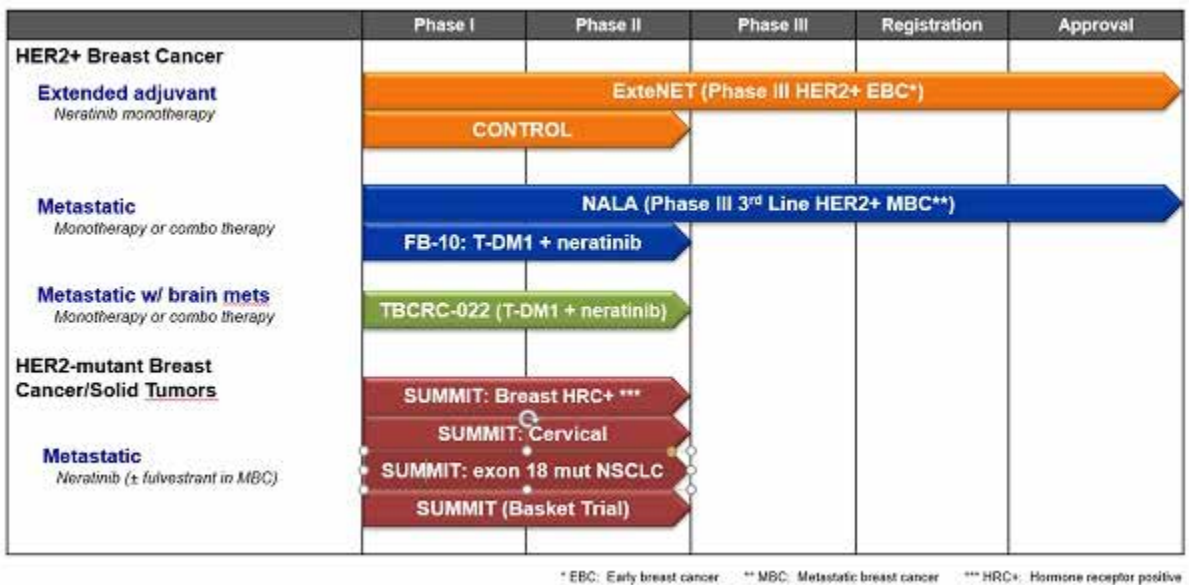 Phase I Phase II Phase III Registration Approval
HER2+ Breast Cancer
Extended adjuvant
Neratinib monotherapy
ExteNET (Phase III HER2+ EBC*)
CONTROL
Metastatic
Monotherapy or combo therapy
NALA (Phase III 3rd Line HER2+ MBC**)
FB-10: T-DM1 + neratinib
Metastatic w/ brain mets
Monotherapy or combo therapy
TBCRC-022 (T-DM1 + neratinib)
HER2-mutant Breast
Cancer/Solid Tumors
SUMMIT: Breast HRC+ ***
SUMMIT: Cervical
Metastatic
Neratinib (± fulvestrant in MBC)
SUMMIT: exon 18 mut NSCLC
SUMMIT (Basket Trial)
* EBC: Early breast cancer ** MBC: Metastatic breast cancer *** HRC+: Hormone receptor positive